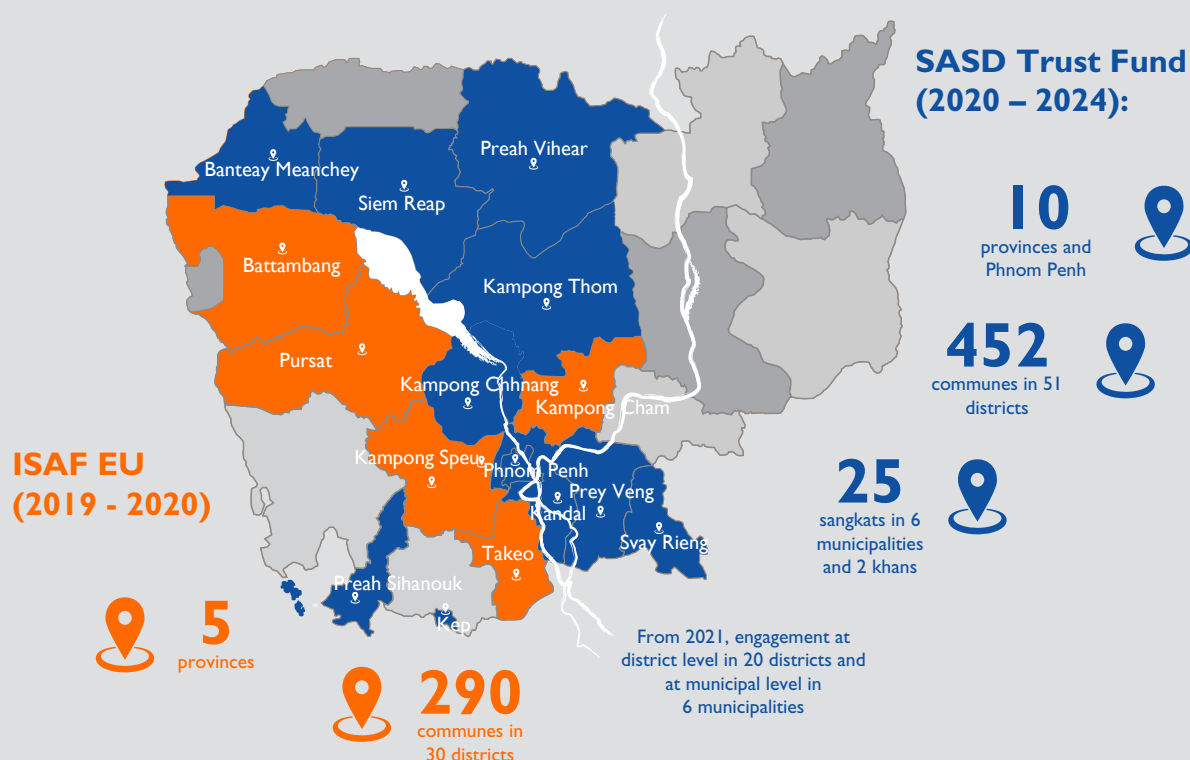 SASD Trust Fund
(2020 – 2024):
10
provinces and
Phnom Penh
452
communes in 51
districts
25
sangkats in 6
municipalities
and 2 khans
Preah Vihear
Banteay Meanchey
Siem Reap
Battambang
Kampong Thom
Pursat
Kampong Chhnang
Kampong Cham
Kampong Speu
Phnom Penh
Prey Veng
Kandal
Svay Rieng
Takeo
Preah Sihanouk
Kep
ISAF EU
(2019 - 2020)
5
provinces
290
communes in
30 districts
From 2021, engagement at
district level in 20 districts and
at municipal level in
6 municipalities